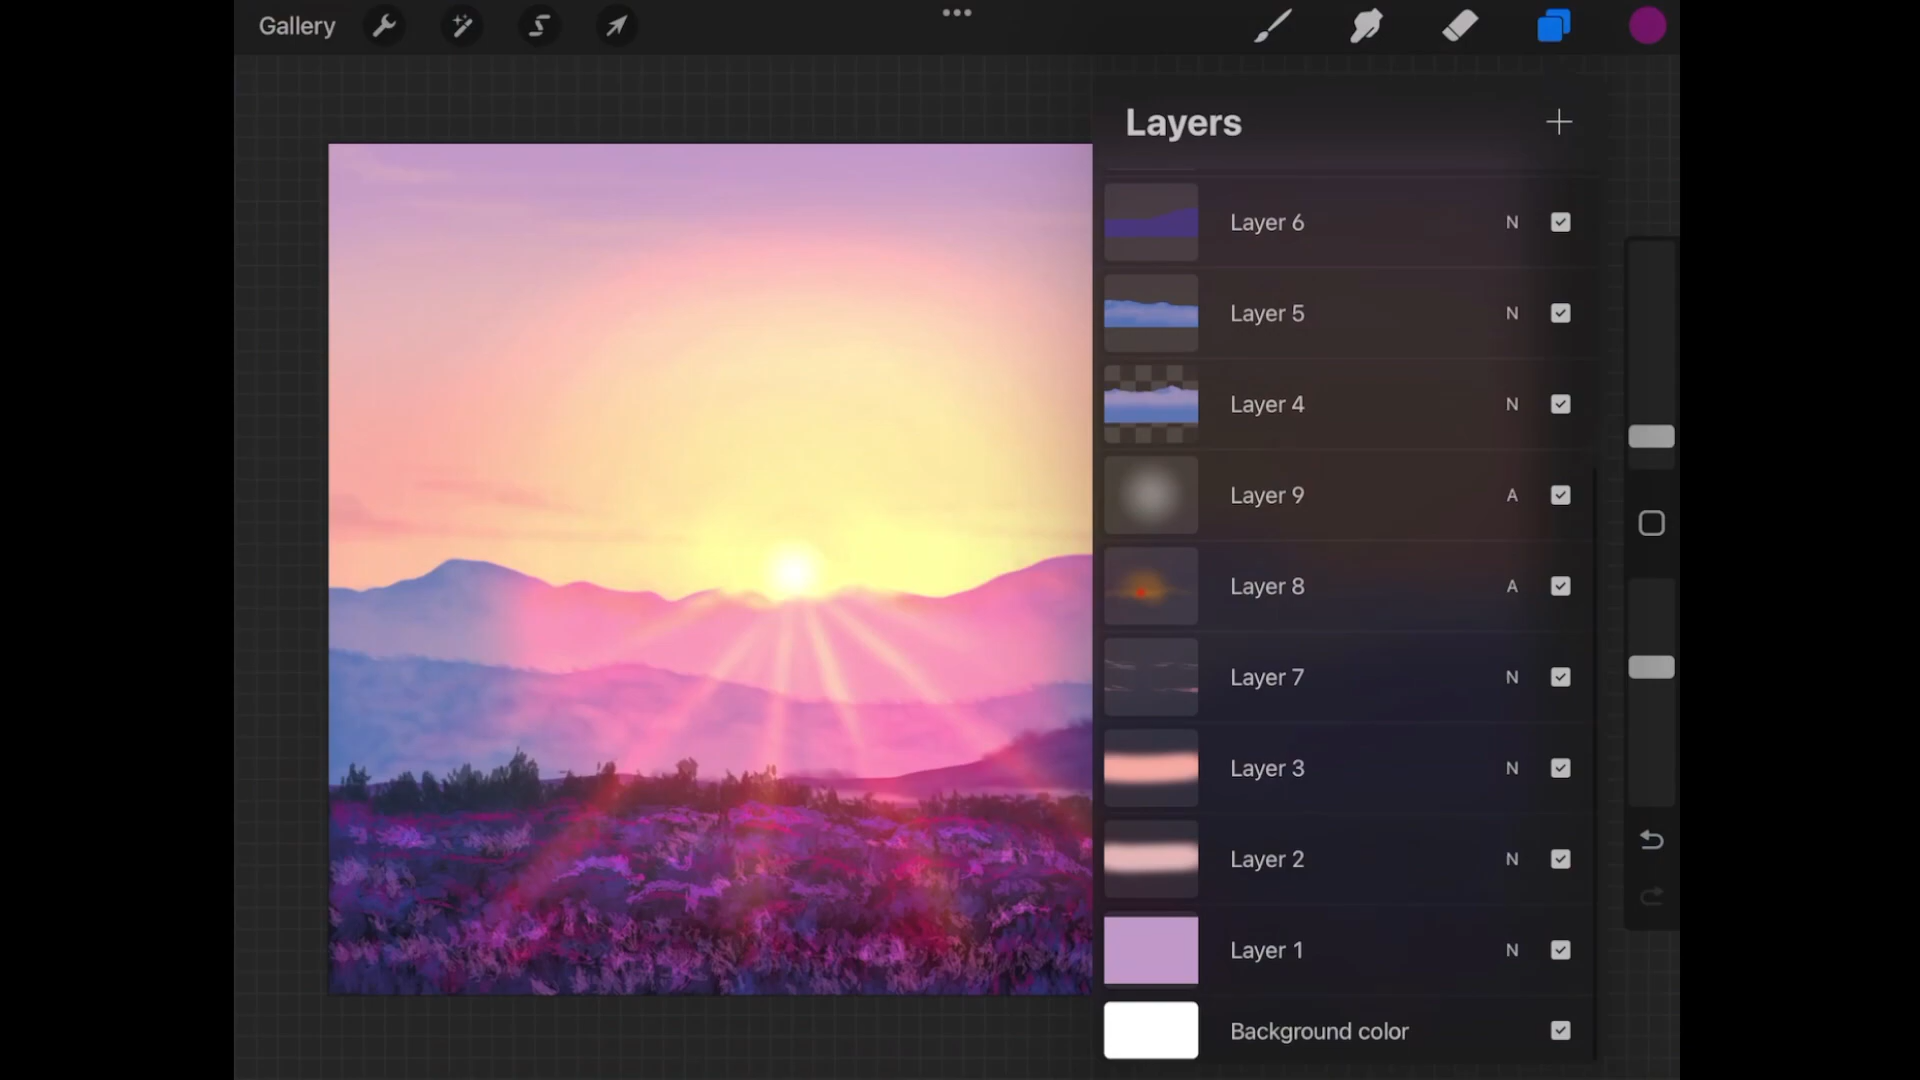 Gallery
Layers
Layer 6 N
Layer 5 N
Layer 4 N
Layer 9 A
Layer 8 A
Layer 7 N
Layer 3 N
Layer 2 N
Layer 1 N
Background color